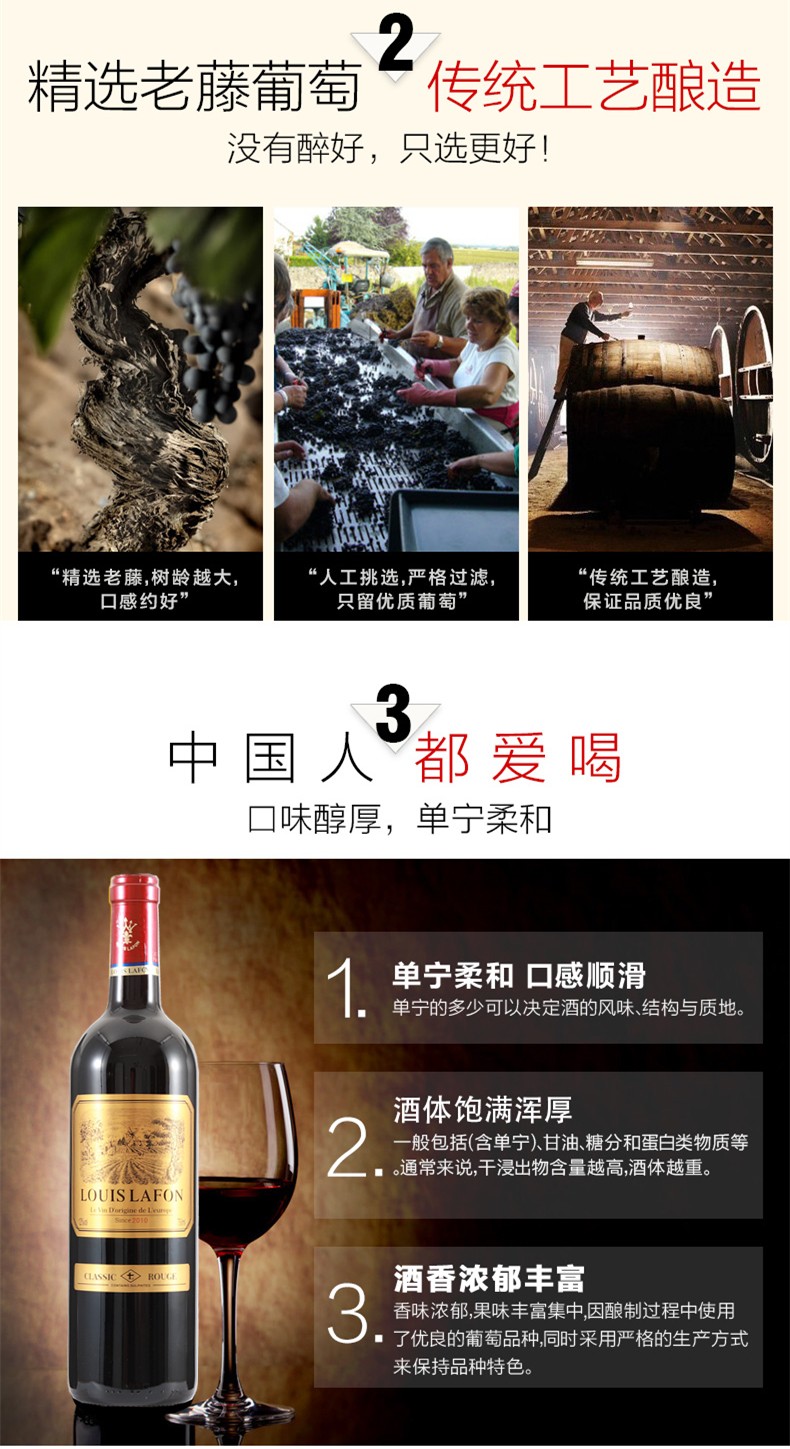 2
精选老藤葡萄 传统工艺酿造
没有醉好，只选更好！
“精选老藤,树龄越大,
口感约好”
“人工挑选,严格过滤,
只留优质葡萄”
“传统工艺酿造,
保证品质优良”
3
中国人都爱喝
口味醇厚，单宁柔和
1.
单宁柔和 口感顺滑
单宁的多少可以决定酒的风味、结构与质地。
2.
酒体饱满浑厚
一般包括(含单宁)、甘油、糖分和蛋白类物质等
。通常来说,干浸出物含量越高,酒体越重。
3.
酒香浓郁丰富
香味浓郁,果味丰富集中,因酿制过程中使用
了优良的葡萄品种,同时采用严格的生产方式
来保持品种特色。
LOUIS LAFON
Le Vin D'origine de L'europe
Since 2010
CLASSIC ROUGE